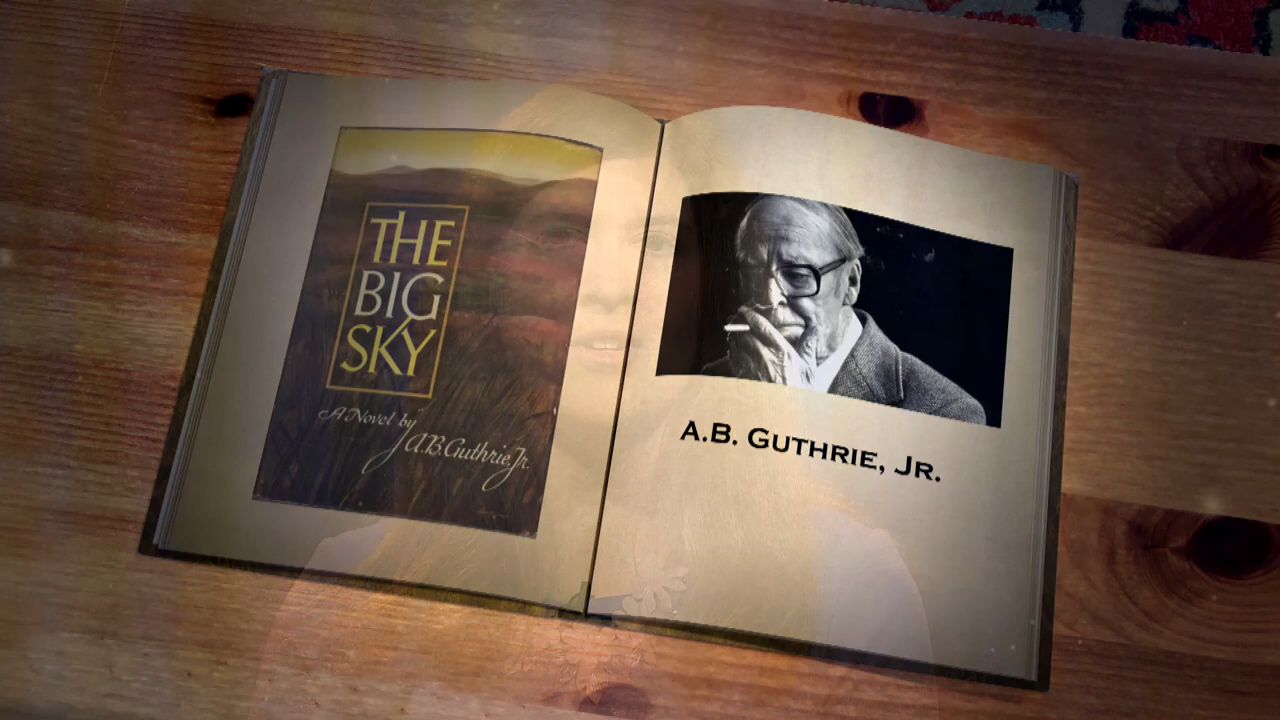 THE
BIG
SKY
A Novel by
A.B. Guthrie, Jr.
A.B. GUTHRIE, JR.